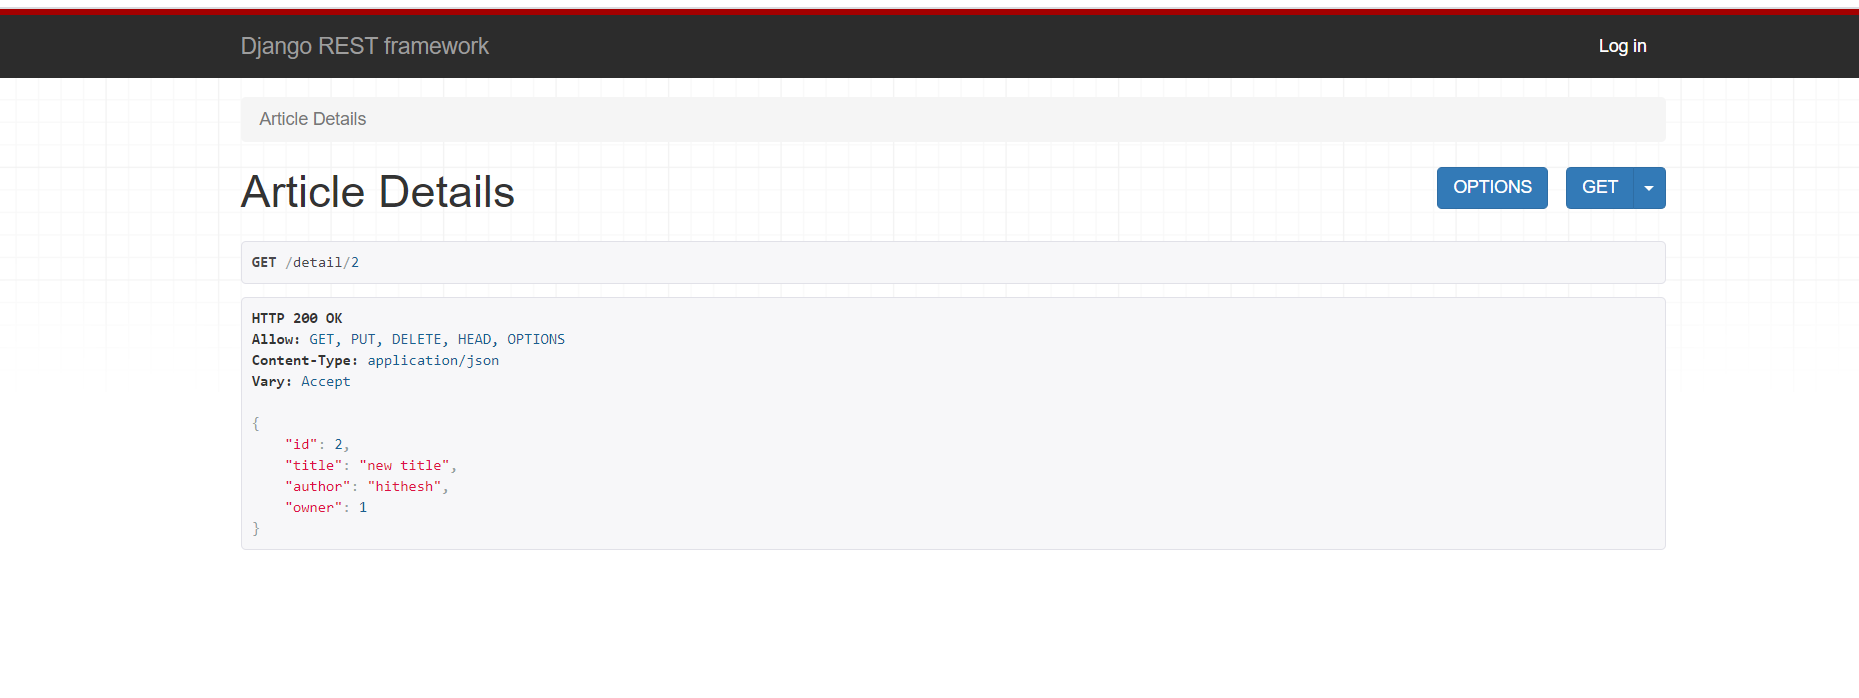 Django REST framework
Log in
Article Details
Article Details
OPTIONS
GET
GET /detail/2
HTTP 200 OK
Allow: GET, PUT, DELETE, HEAD, OPTIONS
Content-Type: application/json
Vary: Accept
{
    "id": 2,
    "title": "new title",
    "author": "hithesh",
    "owner": 1
}